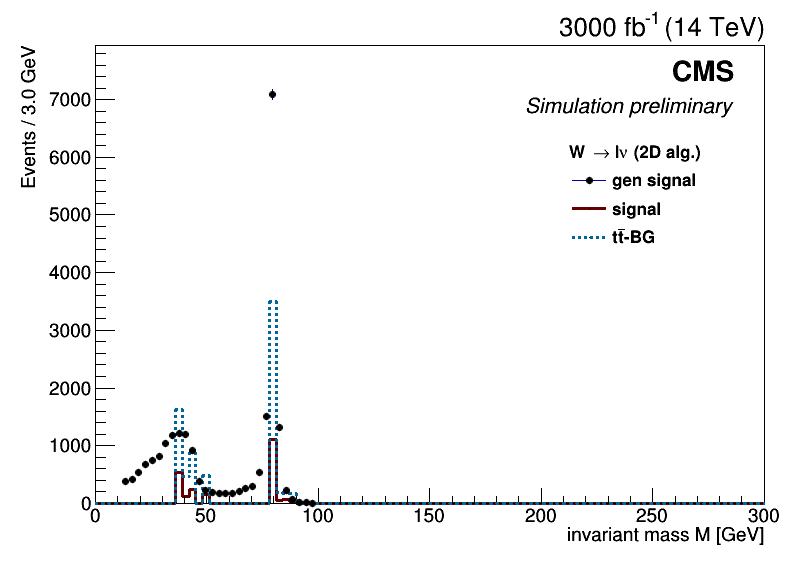 3000 fb⁻¹ (14 TeV)
CMS
Simulation preliminary
W → lν (2D alg.)
gen signal
signal
tt̄-BG
Events / 3.0 GeV
7000
6000
5000
4000
3000
2000
1000
0
0 50 100 150 200 250 300
invariant mass M [GeV]